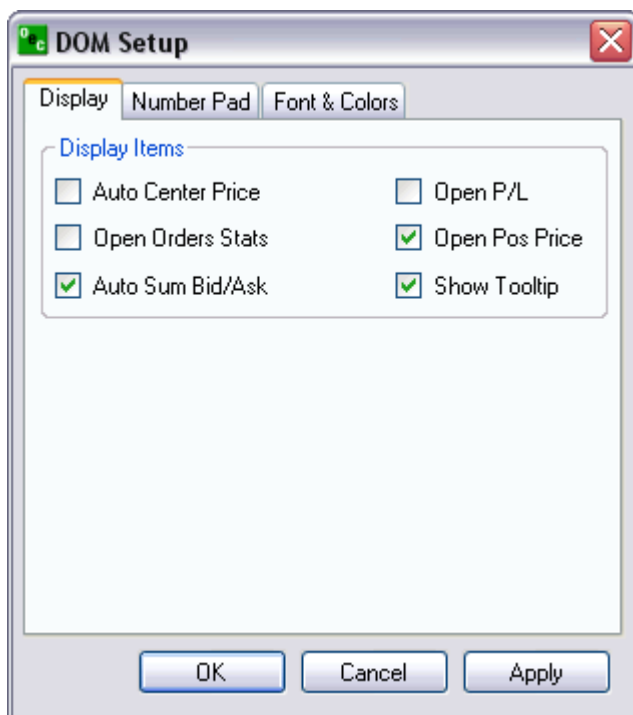 Oec DOM Setup
Display Number Pad Font & Colors
Display Items
Auto Center Price Open P/L
Open Orders Stats Open Pos Price
Auto Sum Bid/Ask Show Tooltip
OK Cancel Apply